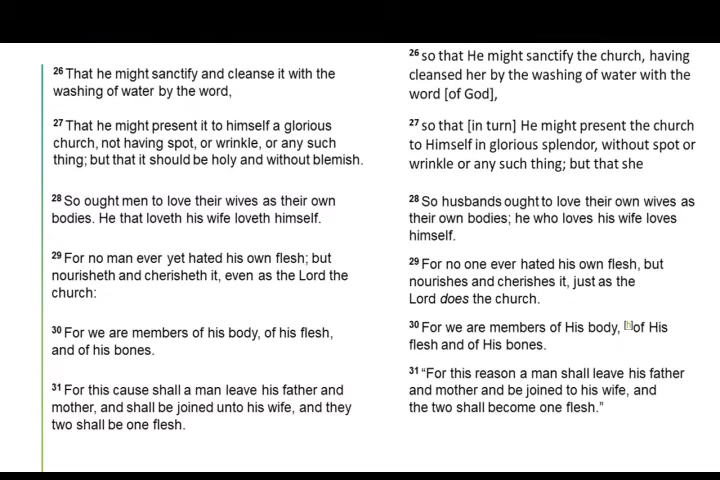 26 That he might sanctify and cleanse it with the
washing of water by the word,
27 That he might present it to himself a glorious
church, not having spot, or wrinkle, or any such
thing; but that it should be holy and without blemish.
28 So ought men to love their wives as their own
bodies. He that loveth his wife loveth himself.
29 For no man ever yet hated his own flesh; but
nourisheth and cherisheth it, even as the Lord the
church:
30 For we are members of his body, of his flesh,
and of his bones.
31 For this cause shall a man leave his father and
mother, and shall be joined unto his wife, and they
two shall be one flesh.
26 so that He might sanctify the church, having
cleansed her by the washing of water with the
word [of God],
27 so that [in turn] He might present the church
to Himself in glorious splendor, without spot or
wrinkle or any such thing; but that she
28 So husbands ought to love their own wives as
their own bodies; he who loves his wife loves
himself.
29 For no one ever hated his own flesh, but
nourishes and cherishes it, just as the
Lord does the church.
30 For we are members of His body, of His
flesh and of His bones.
31 “For this reason a man shall leave his father
and mother and be joined to his wife, and
the two shall become one flesh.”